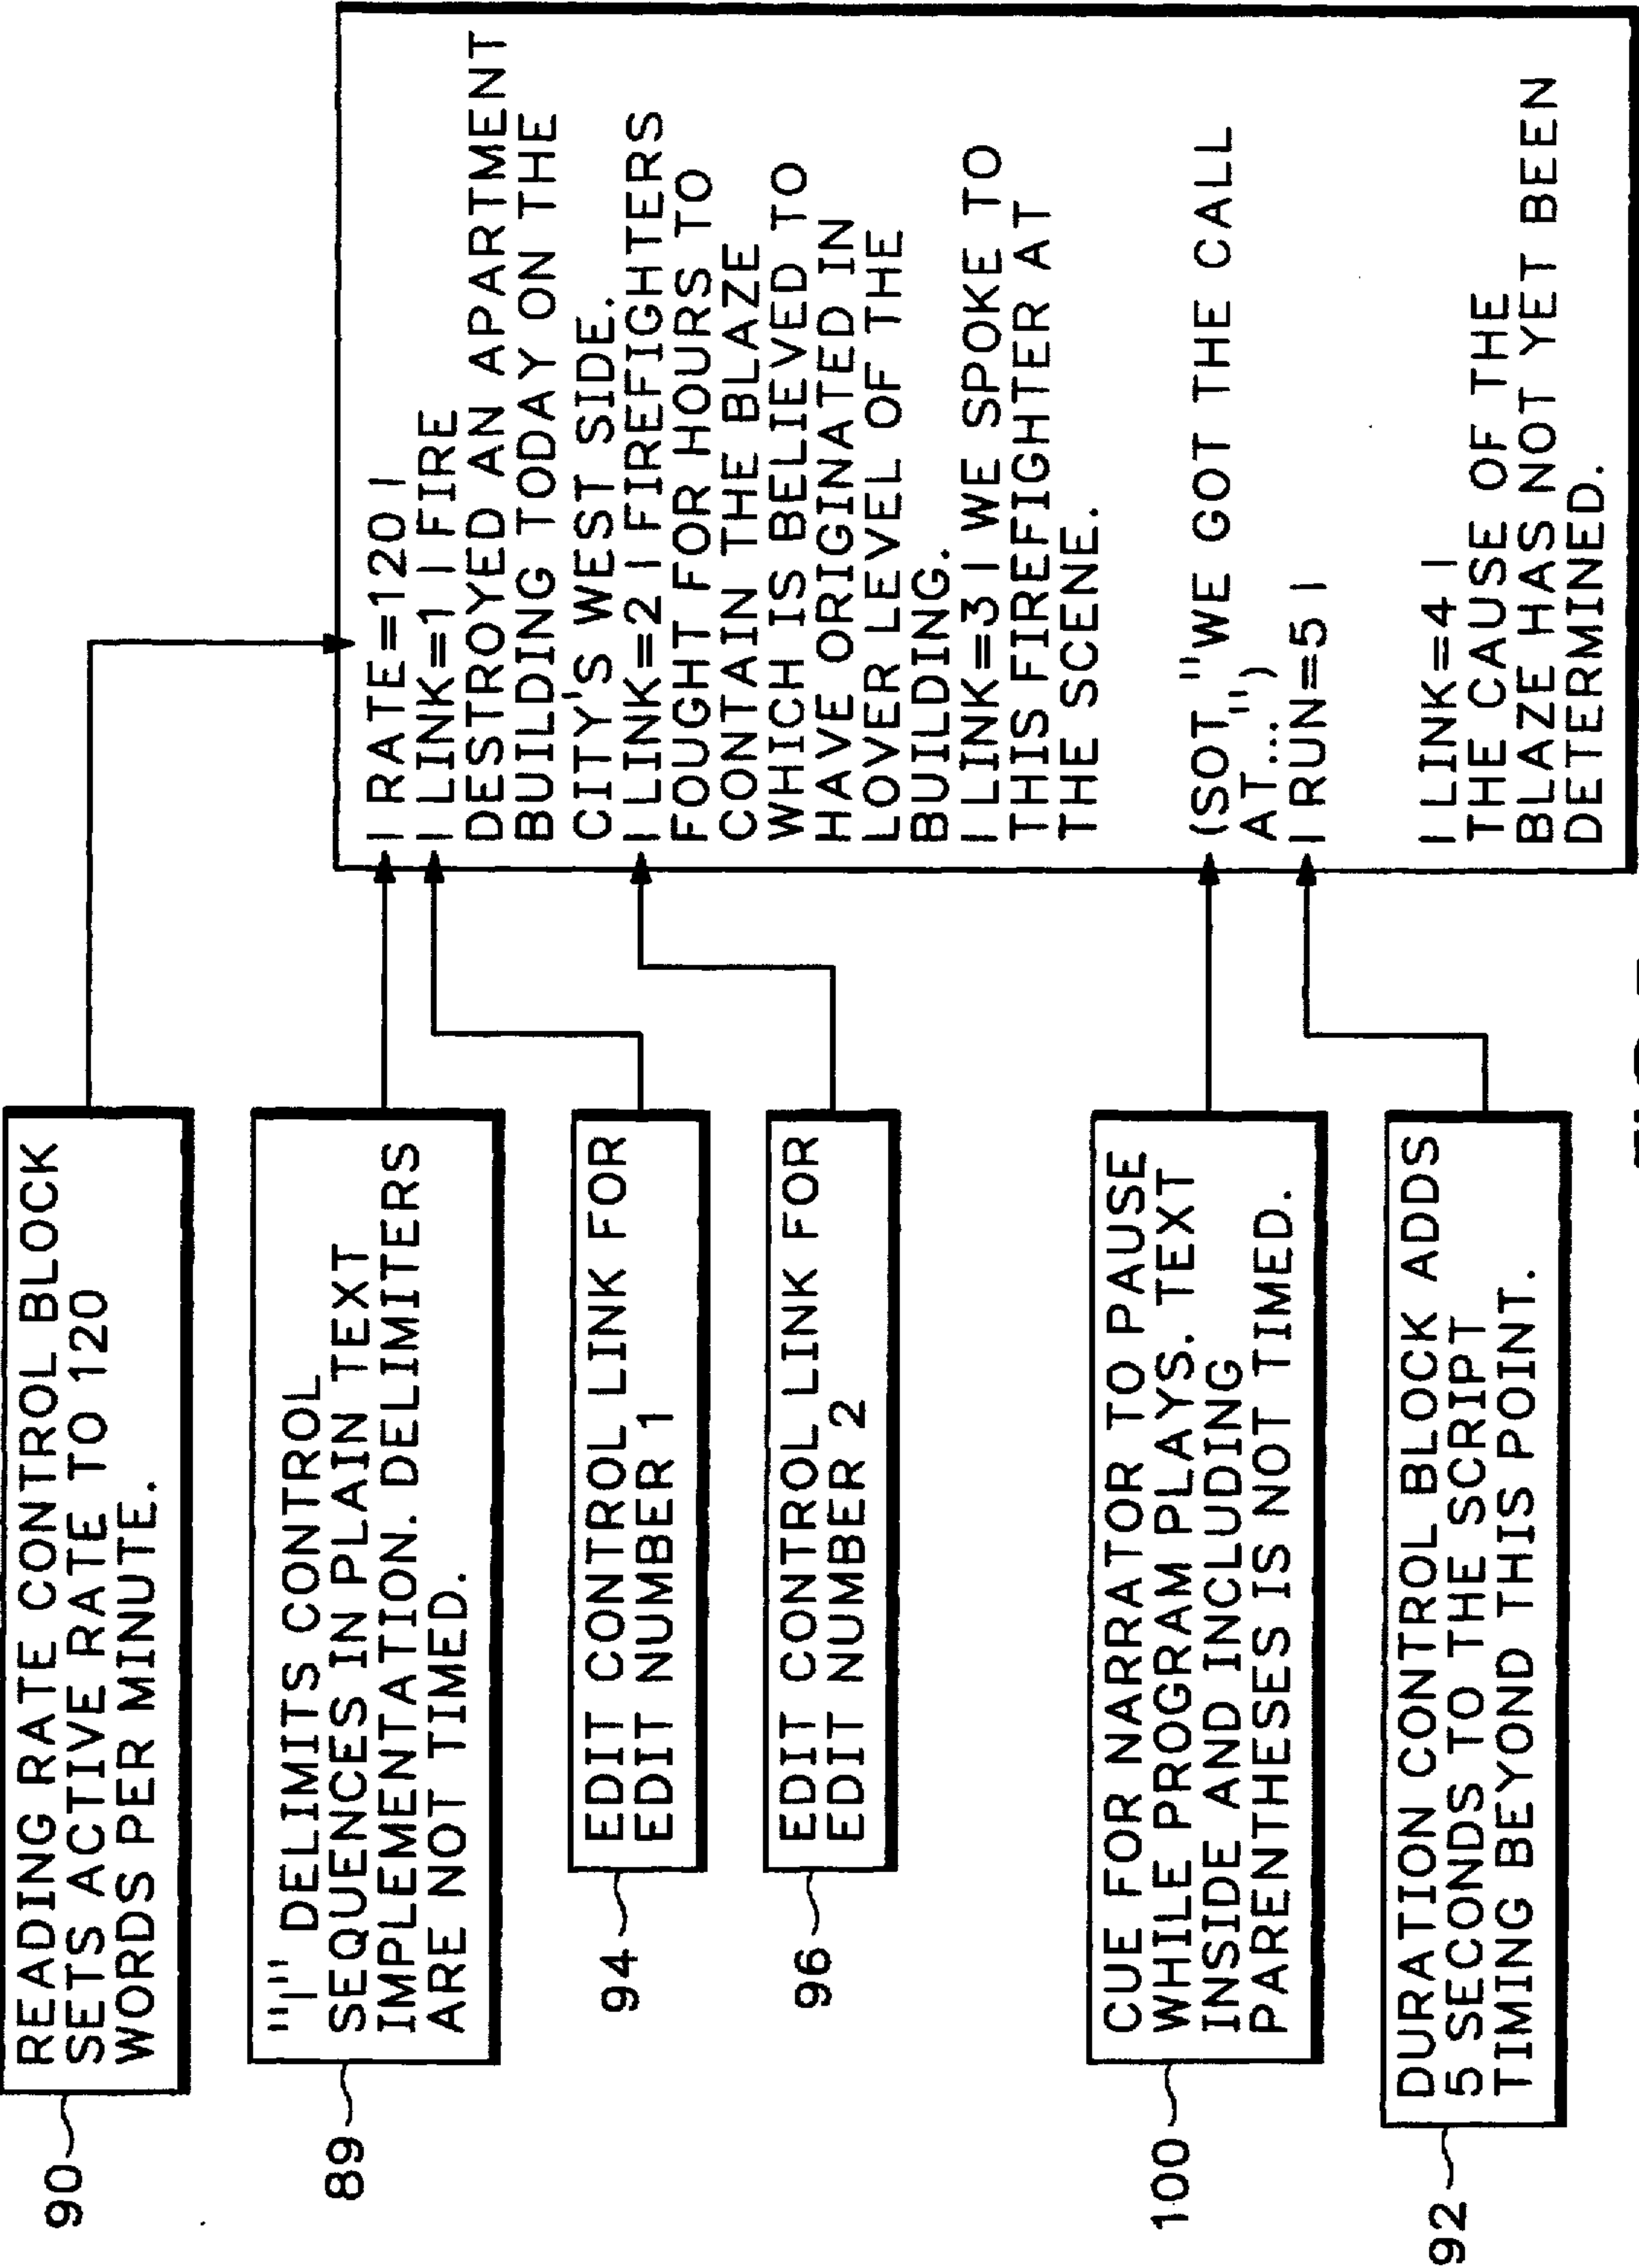 90
READING RATE CONTROL BLOCK
SETS ACTIVE RATE TO 120
WORDS PER MINUTE.
89
"|" DELIMITS CONTROL
SEQUENCES IN PLAIN TEXT
IMPLEMENTATION. DELIMITERS
ARE NOT TIMED.
94
EDIT CONTROL LINK FOR
EDIT NUMBER 1
96
EDIT CONTROL LINK FOR
EDIT NUMBER 2
100
CUE FOR NARRATOR TO PAUSE
WHILE PROGRAM PLAYS. TEXT
INSIDE AND INCLUDING
PARENTHESES IS NOT TIMED.
92
DURATION CONTROL BLOCK ADDS
5 SECONDS TO THE SCRIPT
TIMING BEYOND THIS POINT.
| RATE=120 |
| LINK=1 | FIRE
DESTROYED AN APARTMENT
BUILDING TODAY ON THE
CITY'S WEST SIDE.
| LINK=2 | FIREFIGHTERS
FOUGHT FOR HOURS TO
CONTAIN THE BLAZE
WHICH IS BELIEVED TO
HAVE ORIGINATED IN
LOVER LEVEL OF THE
BUILDING.
| LINK=3 | WE SPOKE TO
THIS FIREFIGHTER AT
THE SCENE.
(SOT "WE GOT THE CALL
AT...")
| RUN=5 |
| LINK=4 |
THE CAUSE OF THE
BLAZE HAS NOT YET BEEN
DETERMINED.